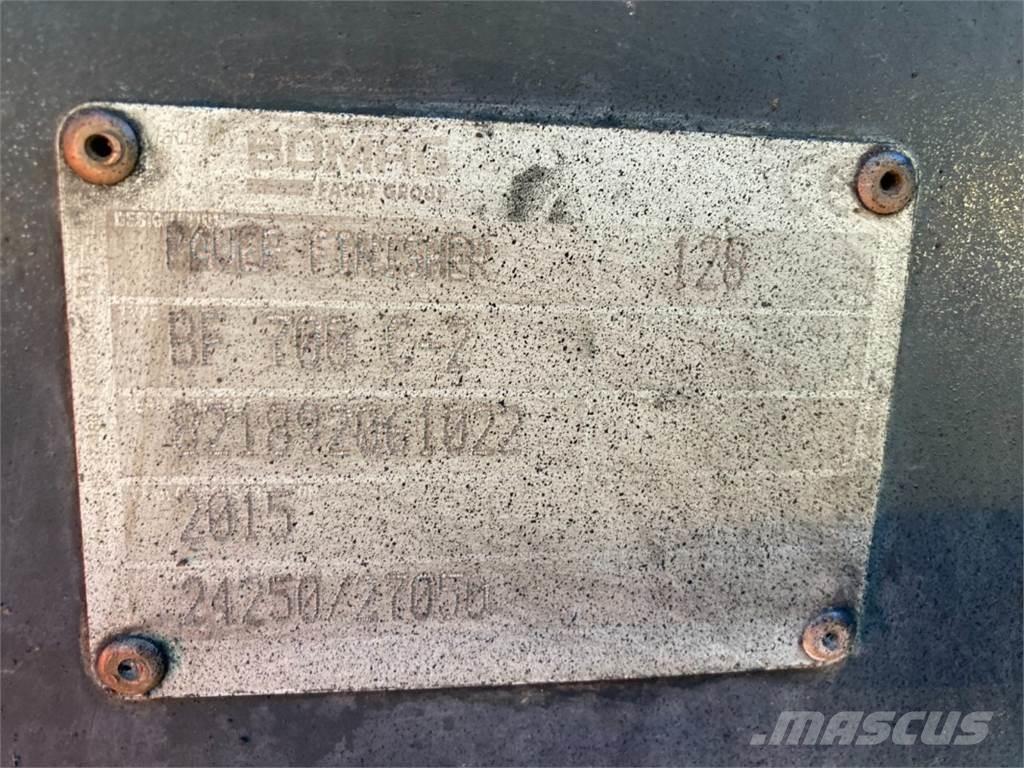 BOMAG
FAYAT GROUP
PAVER FINISHER 128
BF 700 C-2
821892061022
2015
24250/27050
MASCUS